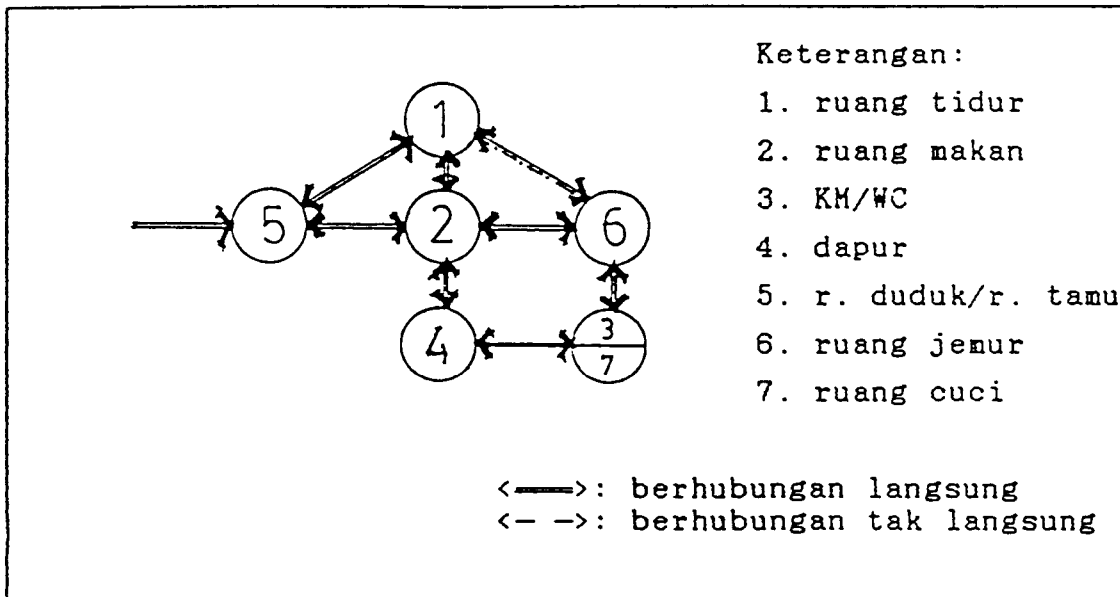 Keterangan:
1. ruang tidur
2. ruang makan
3. KM/WC
4. dapur
5. r. duduk/r. tamu
6. ruang jemur
7. ruang cuci
1
5
2
6
4
3
7
<====>: berhubungan langsung
<- ->: berhubungan tak langsung